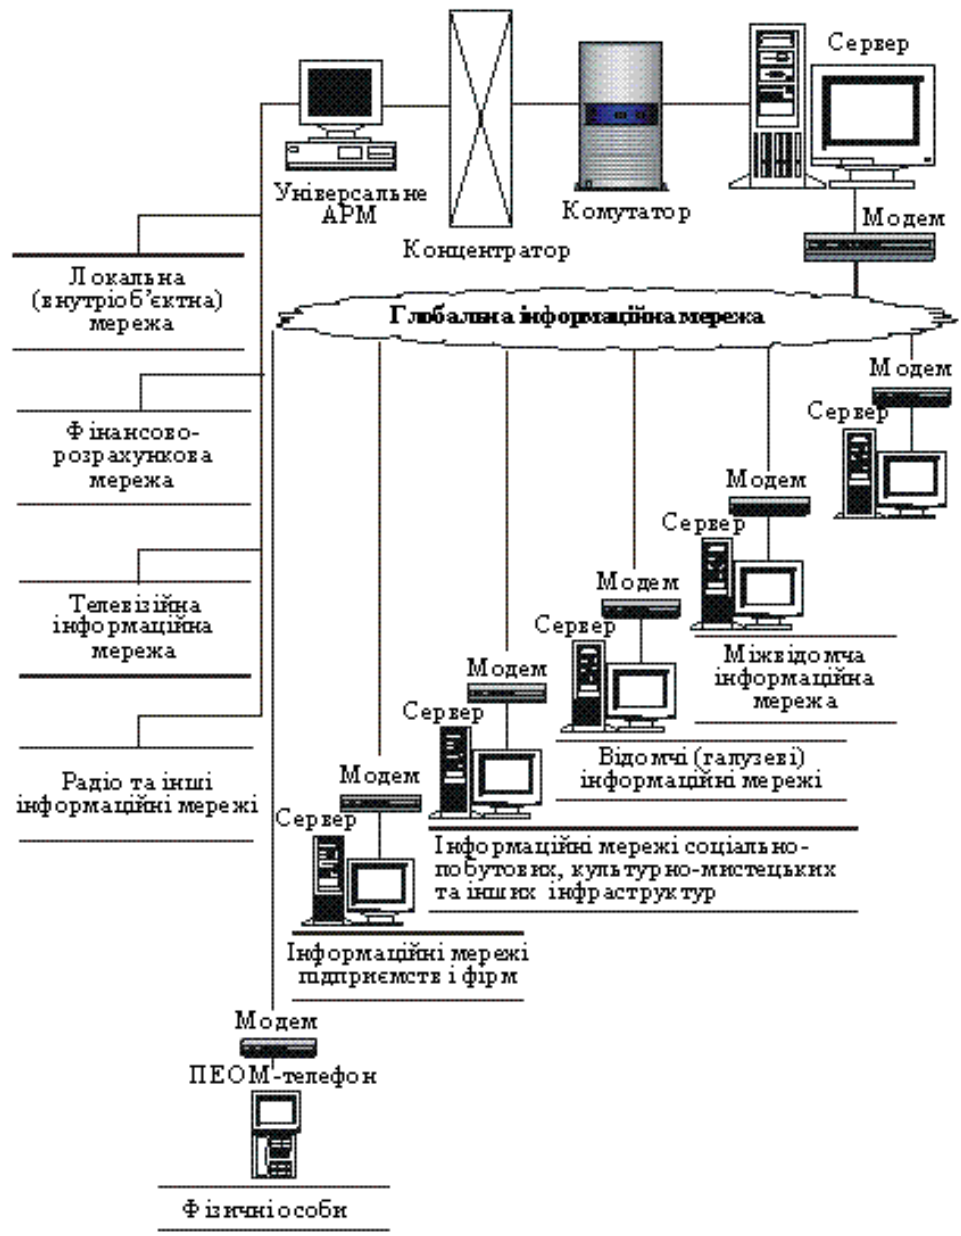 Сервер
Універсальне
АРМ
Концентратор
Комутатор
Модем
Локальна
(внутріоб'єктна)
мережа
Глобальна інформаційна мережа
Модем
Сервер
Фінансово-
розрахункова
мережа
Модем
Сервер
Телевізійна
інформаційна
мережа
Модем
Сервер
Міжвідомча
інформаційна
мережа
Модем
Сервер
Відомчі (галузеві)
інформаційні мережі
Радіо та інші
інформаційні мережі
Модем
Сервер
Інформаційні мережі соціально-
побутових, культурно-мистецьких
та інших інфраструктур
Інформаційні мережі
підприємств і фірм
Модем
ПЕОМ-телефон
Фізичні особи